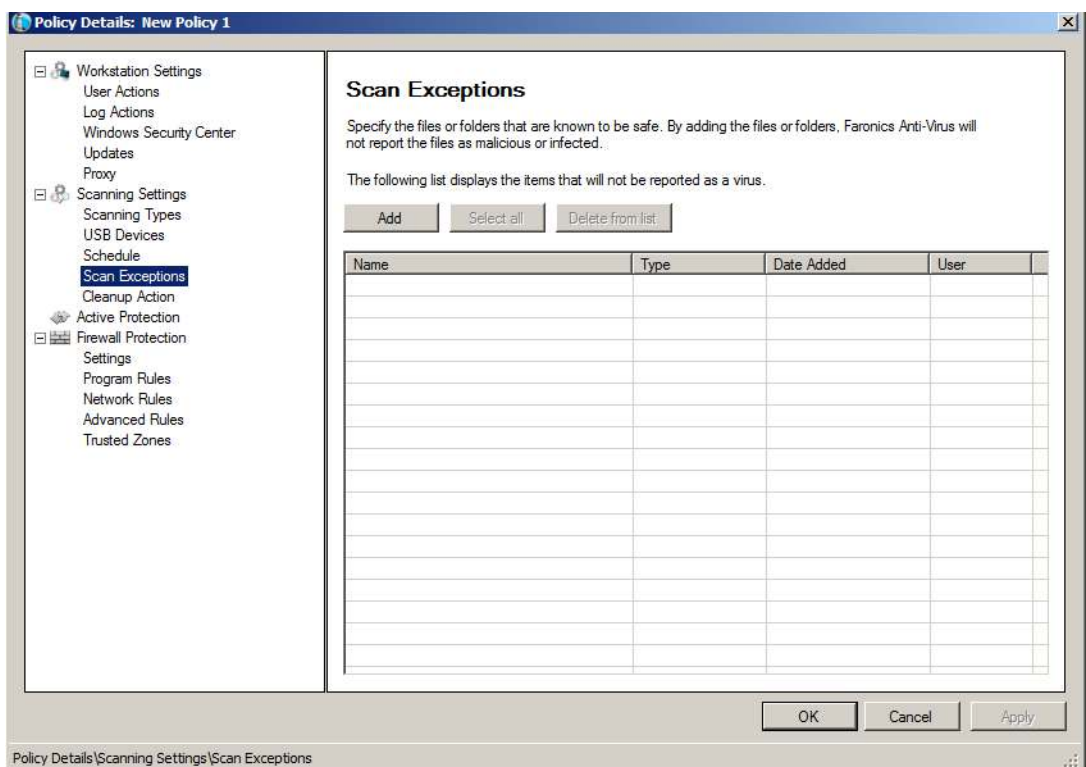 Policy Details: New Policy 1
Workstation Settings
User Actions
Log Actions
Windows Security Center
Updates
Proxy
Scanning Settings
Scanning Types
USB Devices
Schedule
Scan Exceptions
Cleanup Action
Active Protection
Firewall Protection
Settings
Program Rules
Network Rules
Advanced Rules
Trusted Zones
Scan Exceptions
Specify the files or folders that are known to be safe. By adding the files or folders, Faronics Anti-Virus will
not report the files as malicious or infected.
The following list displays the items that will not be reported as a virus.
Add Select all Delete from list
Name Type Date Added User
OK Cancel Apply
Policy Details\Scanning Settings\Scan Exceptions